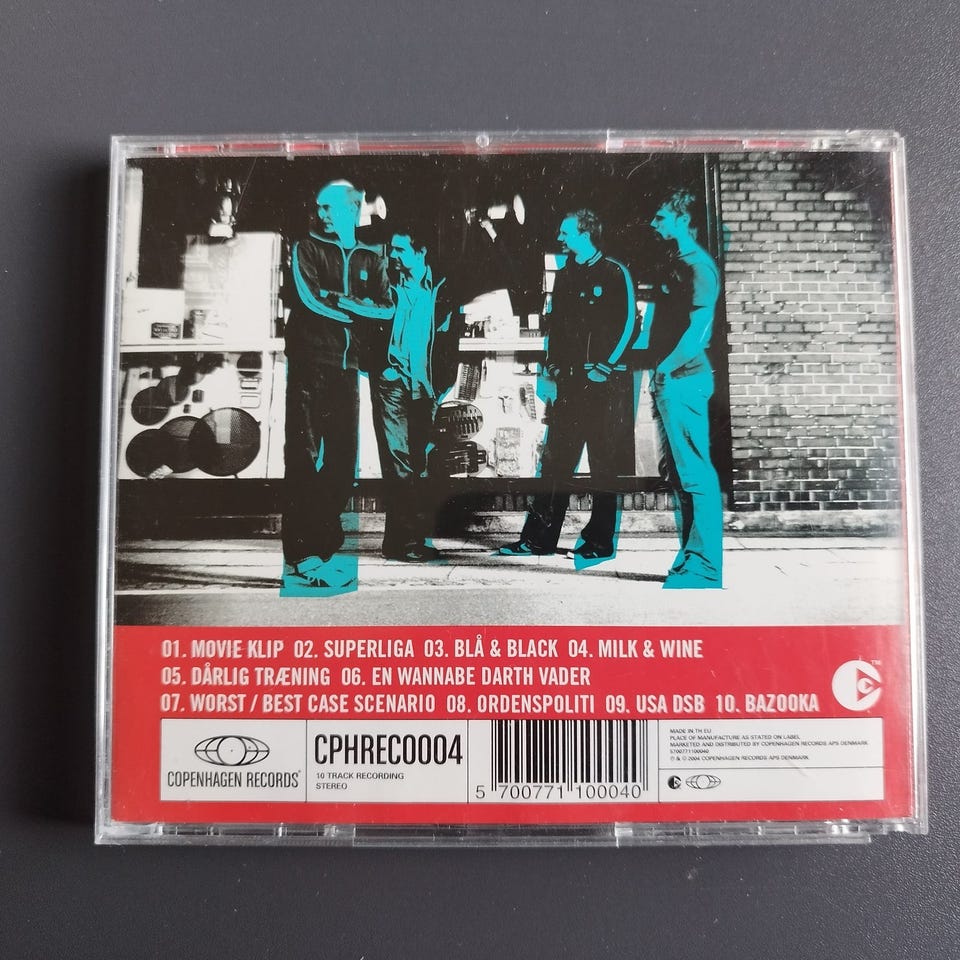 01. MOVIE KLIP 02. SUPERLIGA 03. BLÅ & BLACK 04. MILK & WINE
05. DÅRLIG TRÆNING 06. EN WANNABE DARTH VADER
07. WORST / BEST CASE SCENARIO 08. ORDENSPOLITI 09. USA DSB 10. BAZOOKA
TM
COPENHAGEN RECORDS
CPHREC0004
10 TRACK RECORDING
STEREO
5 700771 100040
MADE IN TH EU
PLACE OF MANUFACTURE AS STATED ON LABEL
MARKETED AND DISTRIBUTED BY COPENHAGEN RECORDS APS DENMARK
5700771100040
℗ & © 2004 COPENHAGEN RECORDS APS DENMARK